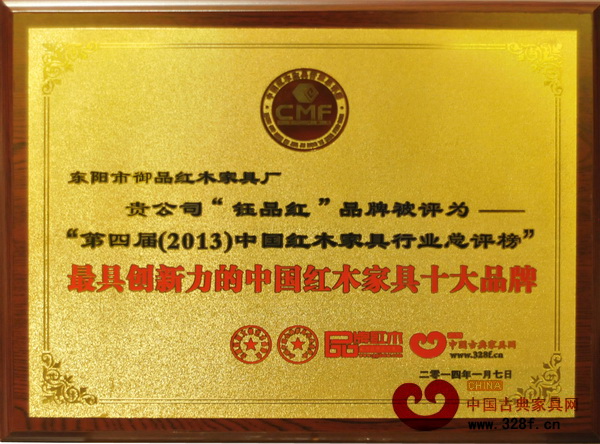 CMF
东阳市御品红木家具厂
贵公司“钰品红”品牌被评为——
“第四届(2013)中国红木家具行业总评榜”
最具创新力的中国红木家具十大品牌
品牌红木
中国古典家具网
www.328f.cn
二零一四年一月七日
CHINA
中国古典家具网
www.328f.cn